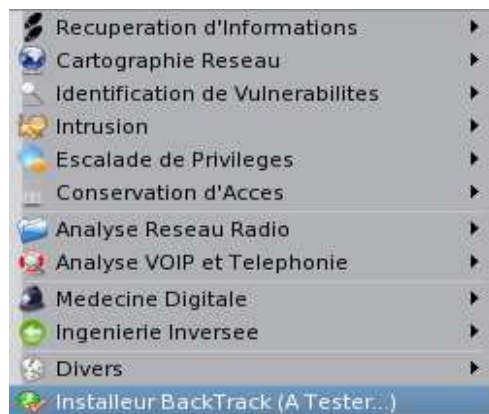 Recuperation d'Informations
Cartographie Reseau
Identification de Vulnerabilites
Intrusion
Escalade de Privileges
Conservation d'Acces
Analyse Reseau Radio
Analyse VOIP et Telephonie
Medecine Digitale
Ingenierie Inversee
Divers
Installeur BackTrack (A Tester...)